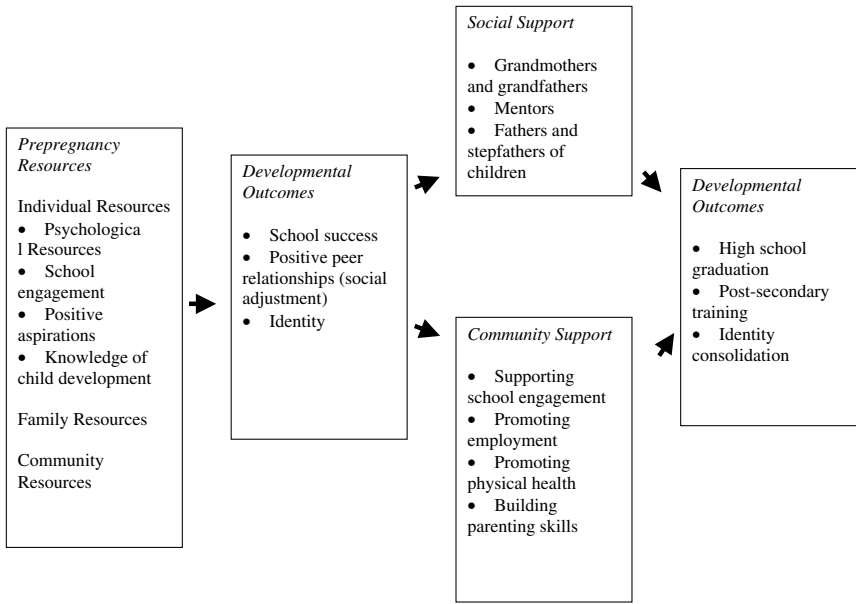 Prepregnancy
Resources
Individual Resources
• Psychologica
l Resources
• School
engagement
• Positive
aspirations
• Knowledge of
child development
Family Resources
Community
Resources
Developmental
Outcomes
• School success
• Positive peer
relationships (social
adjustment)
• Identity
Social Support
• Grandmothers
and grandfathers
• Mentors
• Fathers and
stepfathers of
children
Community Support
• Supporting
school engagement
• Promoting
employment
• Promoting
physical health
• Building
parenting skills
Developmental
Outcomes
• High school
graduation
• Post-secondary
training
• Identity
consolidation